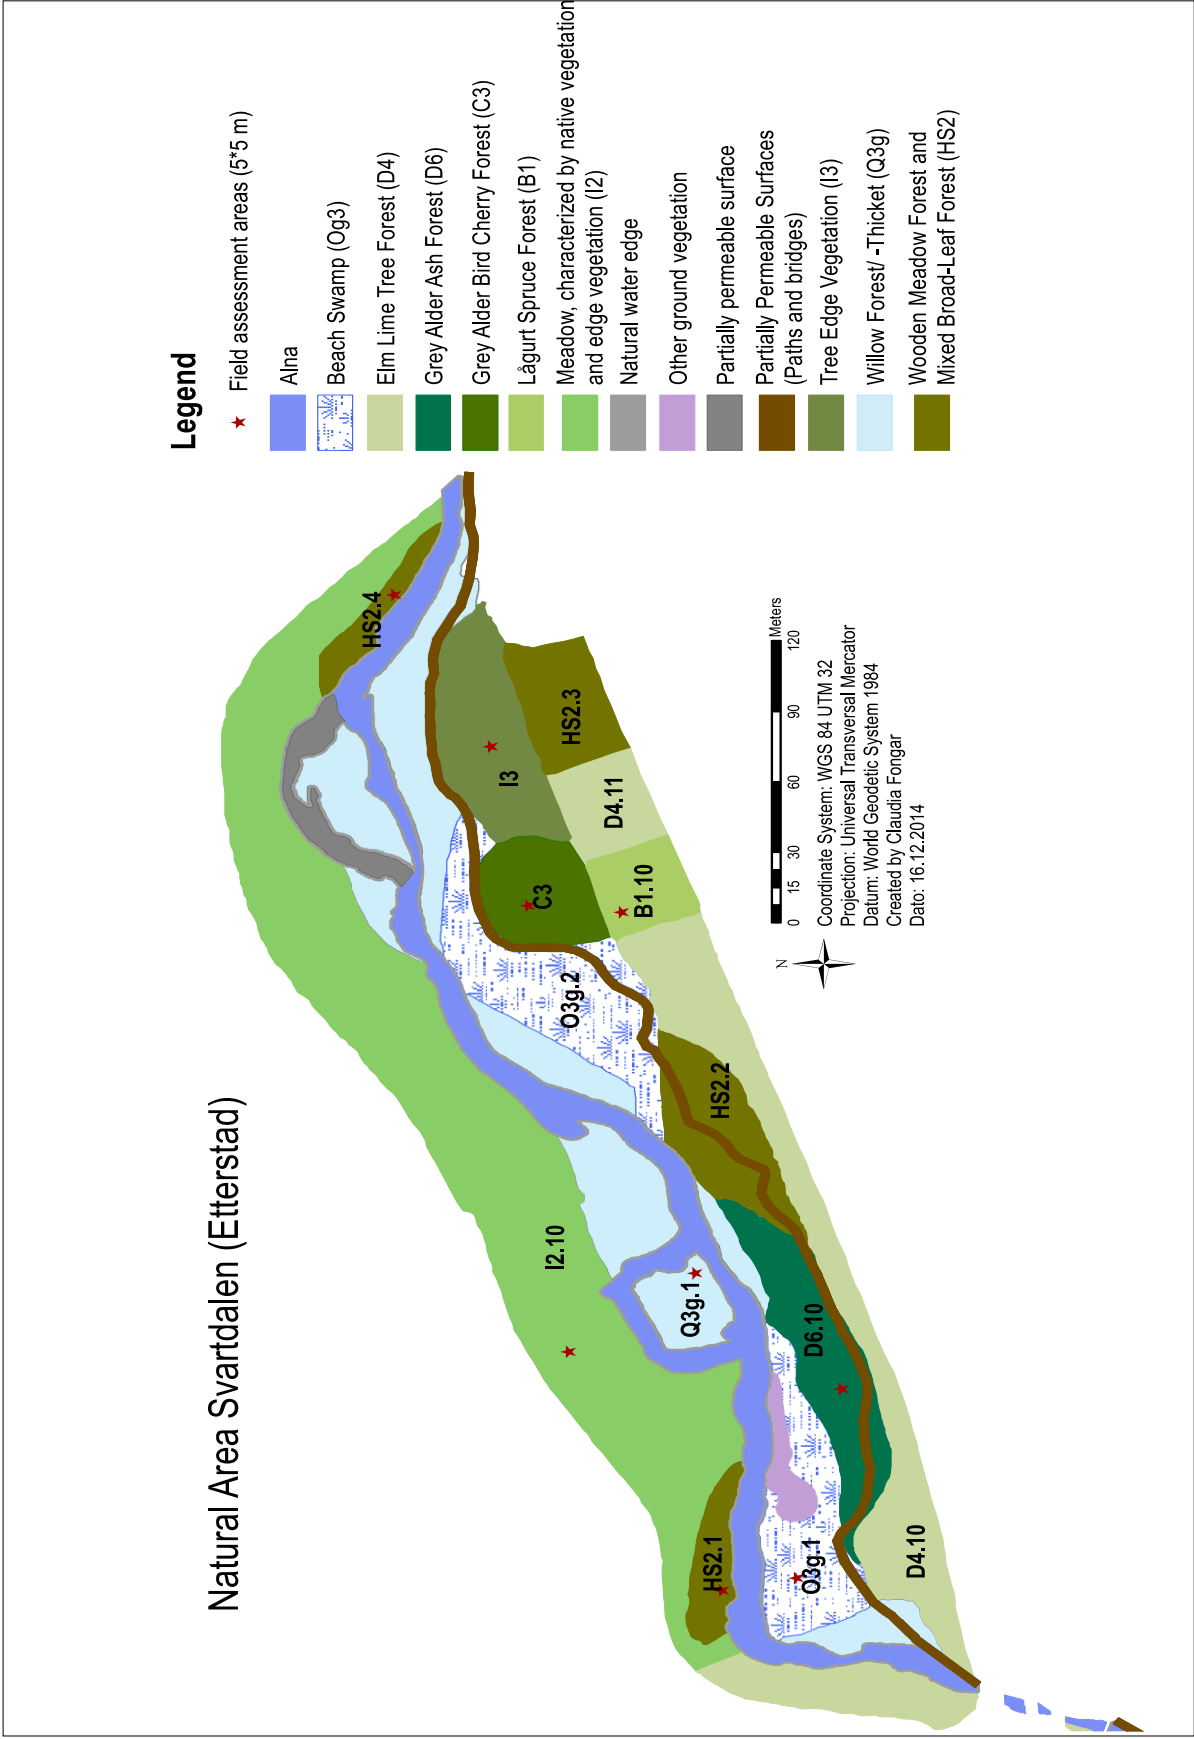 Natural Area Svartdalen (Etterstad)
HS2.1
O3g.1
D4.10
D6.10
Q3g.1
I2.10
HS2.2
O3g.2
C3
B1.10
I3
D4.11
HS2.3
HS2.4
N
0 15 30 60 90 120
Meters
Coordinate System: WGS 84 UTM 32
Projection: Universal Transversal Mercator
Datum: World Geodetic System 1984
Created by Claudia Fongar
Dato: 16.12.2014
Legend
Field assessment areas (5*5 m)
Alna
Beach Swamp (Og3)
Elm Lime Tree Forest (D4)
Grey Alder Ash Forest (D6)
Grey Alder Bird Cherry Forest (C3)
Lågurt Spruce Forest (B1)
Meadow, characterized by native vegetation
and edge vegetation (I2)
Natural water edge
Other ground vegetation
Partially permeable surface
Partially Permeable Surfaces
(Paths and bridges)
Tree Edge Vegetation (I3)
Willow Forest/ -Thicket (Q3g)
Wooden Meadow Forest and
Mixed Broad-Leaf Forest (HS2)